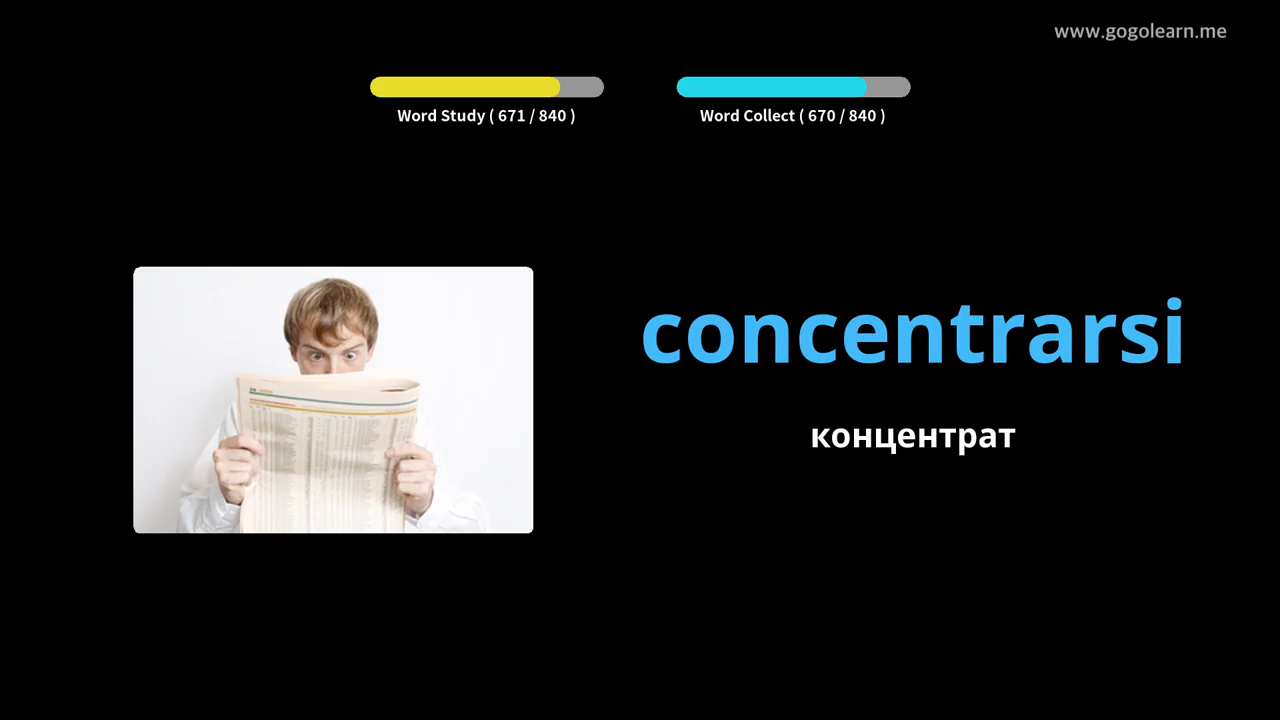 www.gogolearn.me
Word Study ( 671 / 840 )
Word Collect ( 670 / 840 )
concentrarsi
концентрат